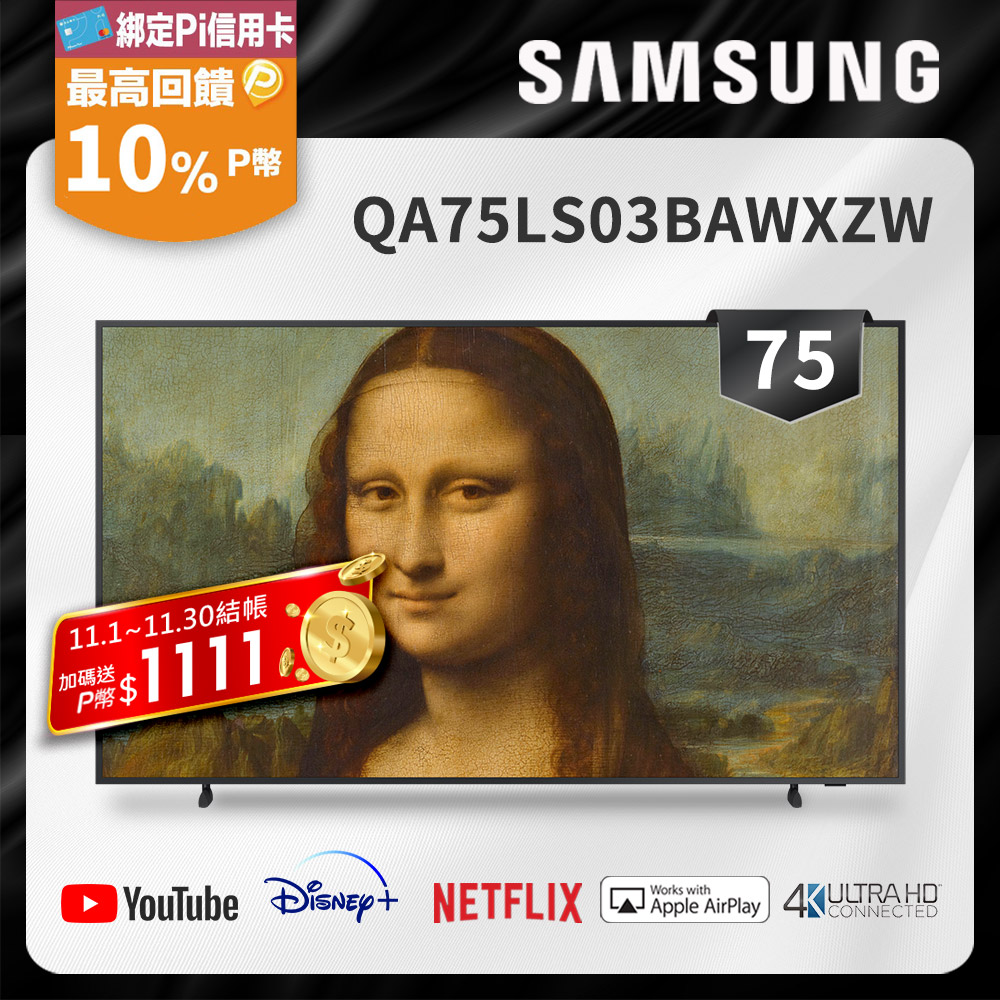 綁定Pi信用卡
最高回饋
10% P幣
SAMSUNG
QA75LS03BAWXZW
75
11.1~11.30結帳
加碼送
P幣$1111
YouTube
Disney+
NETFLIX
Works with
Apple AirPlay
4K ULTRA HD
CONNECTED